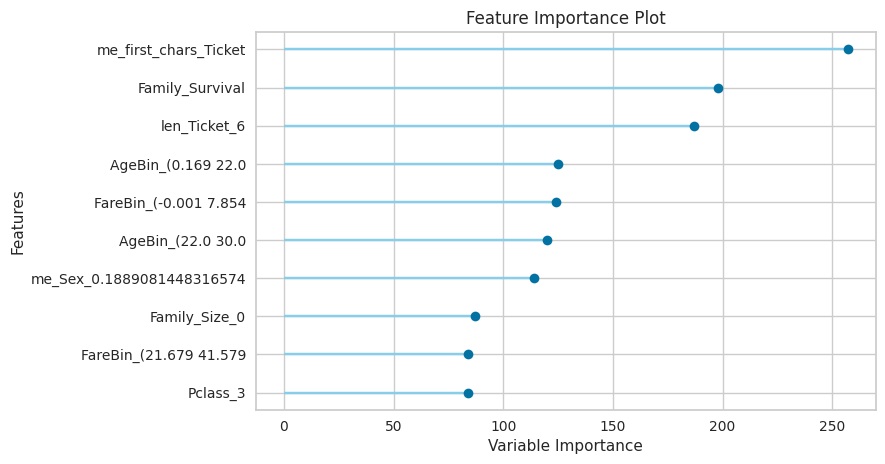 Feature Importance Plot
me_first_chars_Ticket
Family_Survival
len_Ticket_6
AgeBin_(0.169 22.0
FareBin_(-0.001 7.854
AgeBin_(22.0 30.0
me_Sex_0.1889081448316574
Family_Size_0
FareBin_(21.679 41.579
Pclass_3
Features
0 50 100 150 200 250
Variable Importance